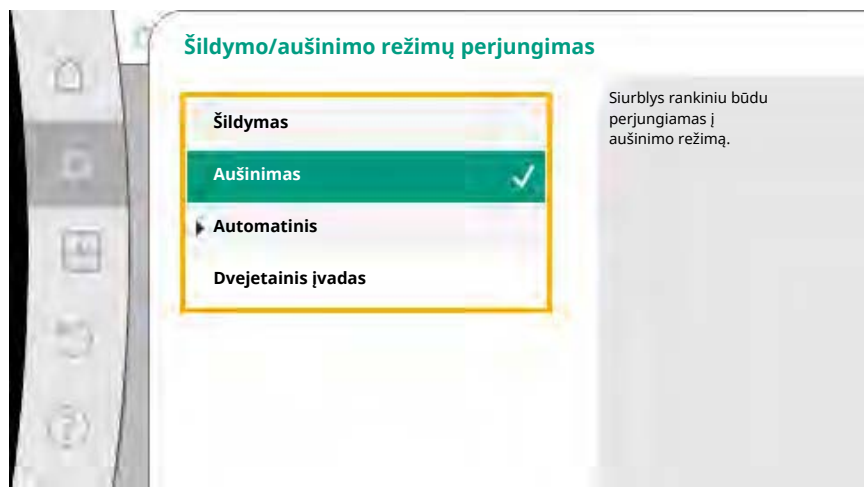 Šildymo/aušinimo režimų perjungimas
Šildymas
Aušinimas
Automatinis
Dvejetainis įvadas
Siurblys rankiniu būdu
perjungiamas į
aušinimo režimą.